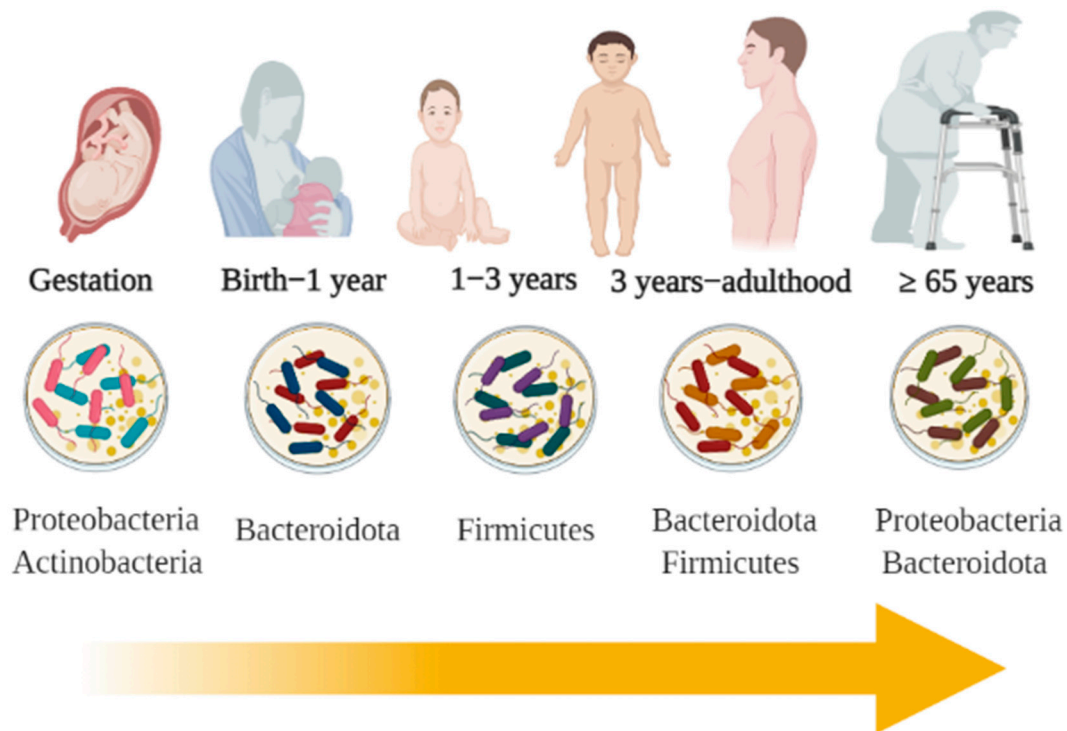 Gestation
Birth–1 year
1–3 years
3 years–adulthood
≥ 65 years
Proteobacteria
Actinobacteria
Bacteroidota
Firmicutes
Bacteroidota
Firmicutes
Proteobacteria
Bacteroidota